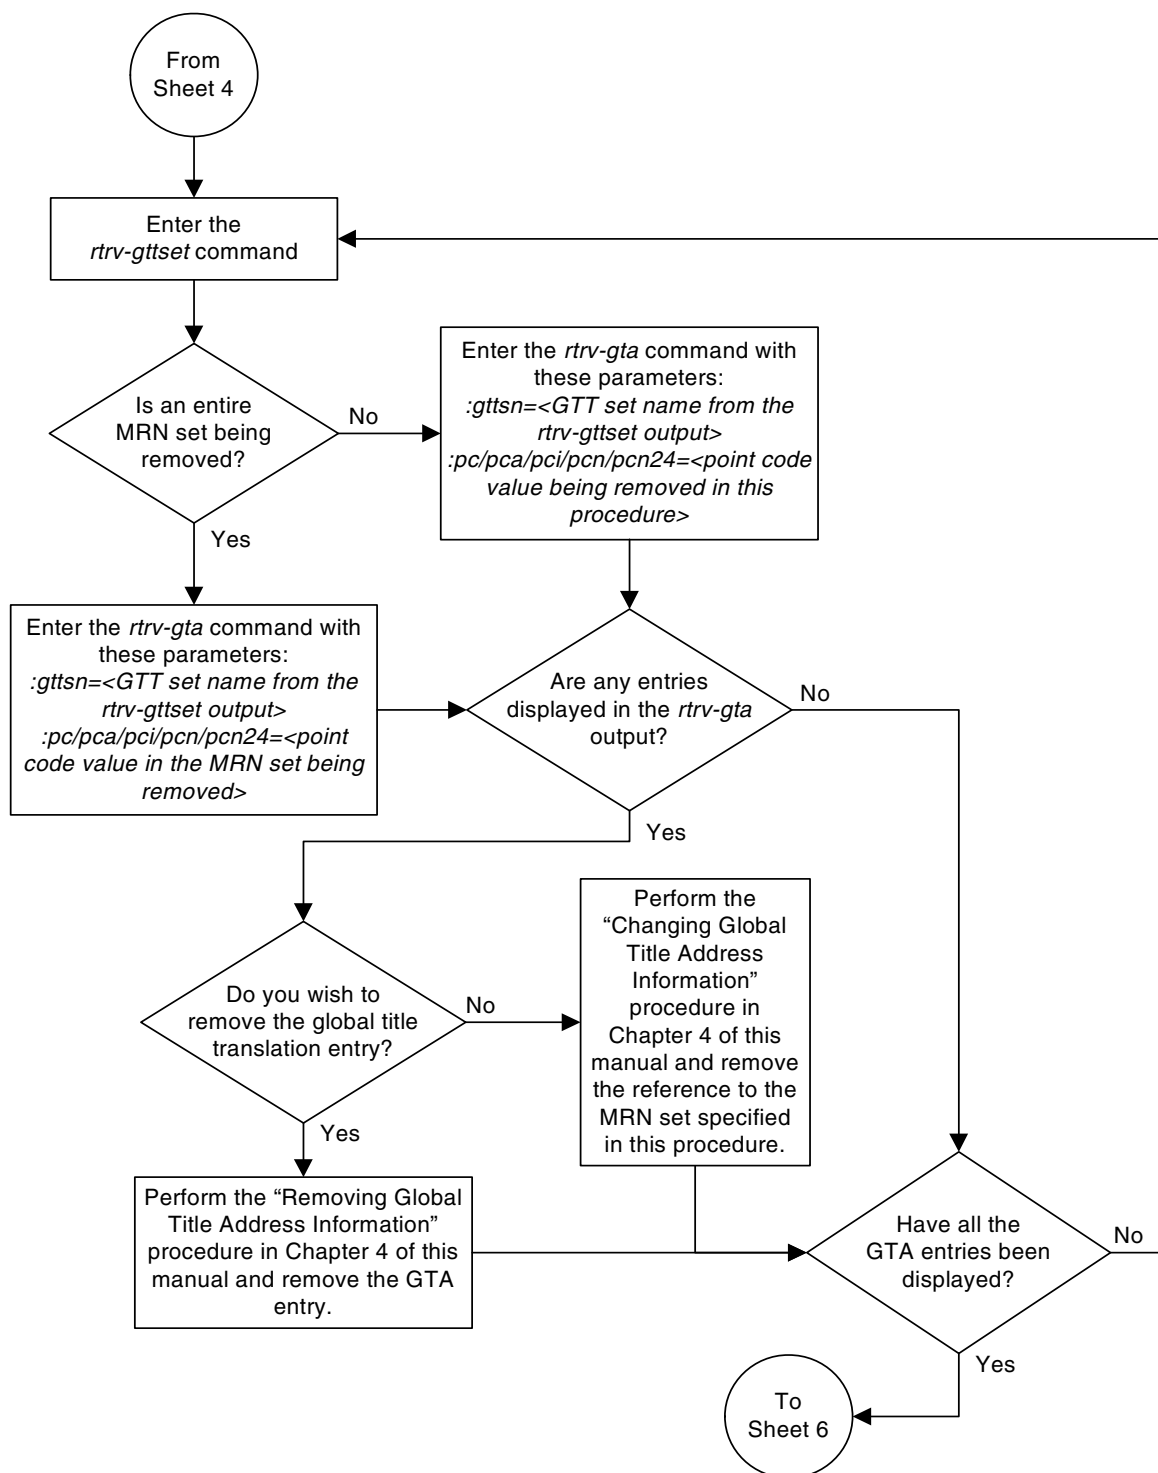 From
Sheet 4
Enter the
rtrv-gttset command
Is an entire
MRN set being
removed?
No
Yes
Enter the rtrv-gta command with
these parameters:
:gttsn=<GTT set name from the
rtrv-gttset output>
:pc/pca/pci/pcn/pcn24=<point code
value being removed in this
procedure>
Enter the rtrv-gta command with
these parameters:
:gttsn=<GTT set name from the
rtrv-gttset output>
:pc/pca/pci/pcn/pcn24=<point
code value in the MRN set being
removed>
Are any entries
displayed in the rtrv-gta
output?
No
Yes
Do you wish to
remove the global title
translation entry?
No
Yes
Perform the
“Changing Global
Title Address
Information”
procedure in
Chapter 4 of this
manual and remove
the reference to the
MRN set specified
in this procedure.
Perform the “Removing Global
Title Address Information”
procedure in Chapter 4 of this
manual and remove the GTA
entry.
Have all the
GTA entries been
displayed?
No
Yes
To
Sheet 6